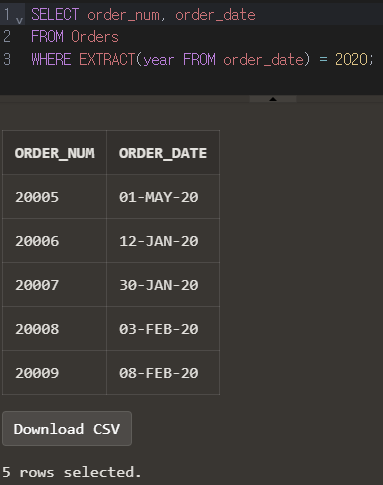 1 SELECT order_num, order_date
2 FROM Orders
3 WHERE EXTRACT(year FROM order_date) = 2020;
ORDER_NUM ORDER_DATE
20005 01-MAY-20
20006 12-JAN-20
20007 30-JAN-20
20008 03-FEB-20
20009 08-FEB-20
Download CSV
5 rows selected.